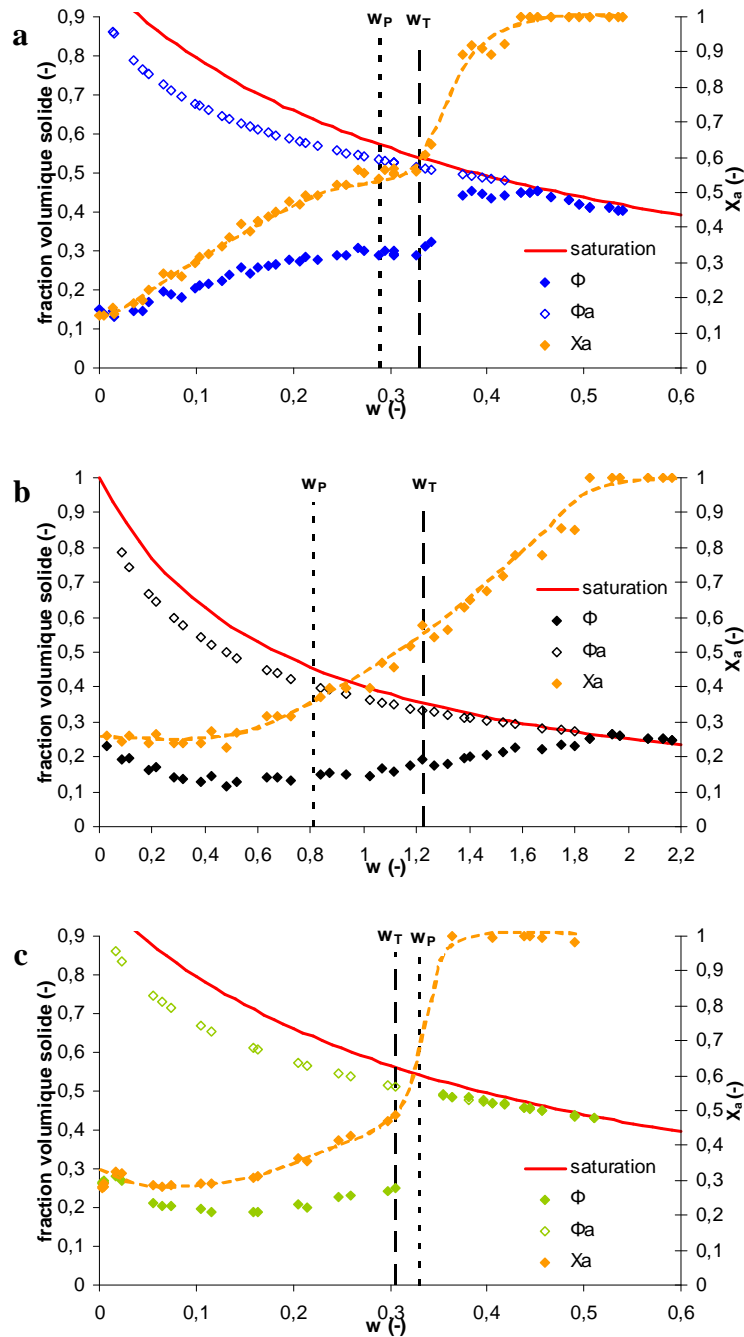 a
w_P w_T
fraction volumique solide (-)
0,9
0,8
0,7
0,6
0,5
0,4
0,3
0,2
0,1
0
1
0,9
0,8
0,7
0,6
0,5
0,4
0,3
0,2
0,1
0
X_a (-)
saturation
Φ
Φa
Xa
0 0,1 0,2 0,3 0,4 0,5 0,6
w (-)
b
w_P w_T
fraction volumique solide (-)
1
0,9
0,8
0,7
0,6
0,5
0,4
0,3
0,2
0,1
0
1
0,9
0,8
0,7
0,6
0,5
0,4
0,3
0,2
0,1
0
X_a (-)
saturation
Φ
Φa
Xa
0 0,2 0,4 0,6 0,8 1 1,2 1,4 1,6 1,8 2 2,2
w (-)
c
w_T w_P
fraction volumique solide (-)
0,9
0,8
0,7
0,6
0,5
0,4
0,3
0,2
0,1
0
1
0,9
0,8
0,7
0,6
0,5
0,4
0,3
0,2
0,1
0
X_a (-)
saturation
Φ
Φa
Xa
0 0,1 0,2 0,3 0,4 0,5 0,6
w (-)